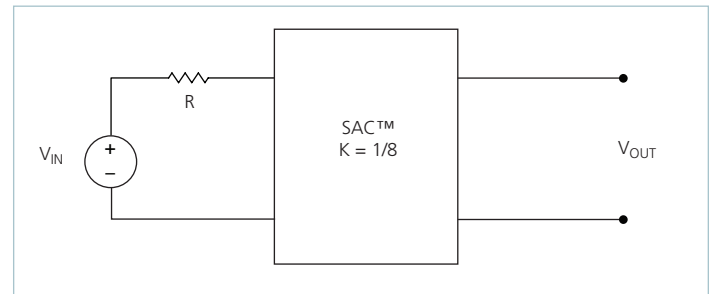 R
SAC™
K = 1/8
V_IN
+
–
V_OUT